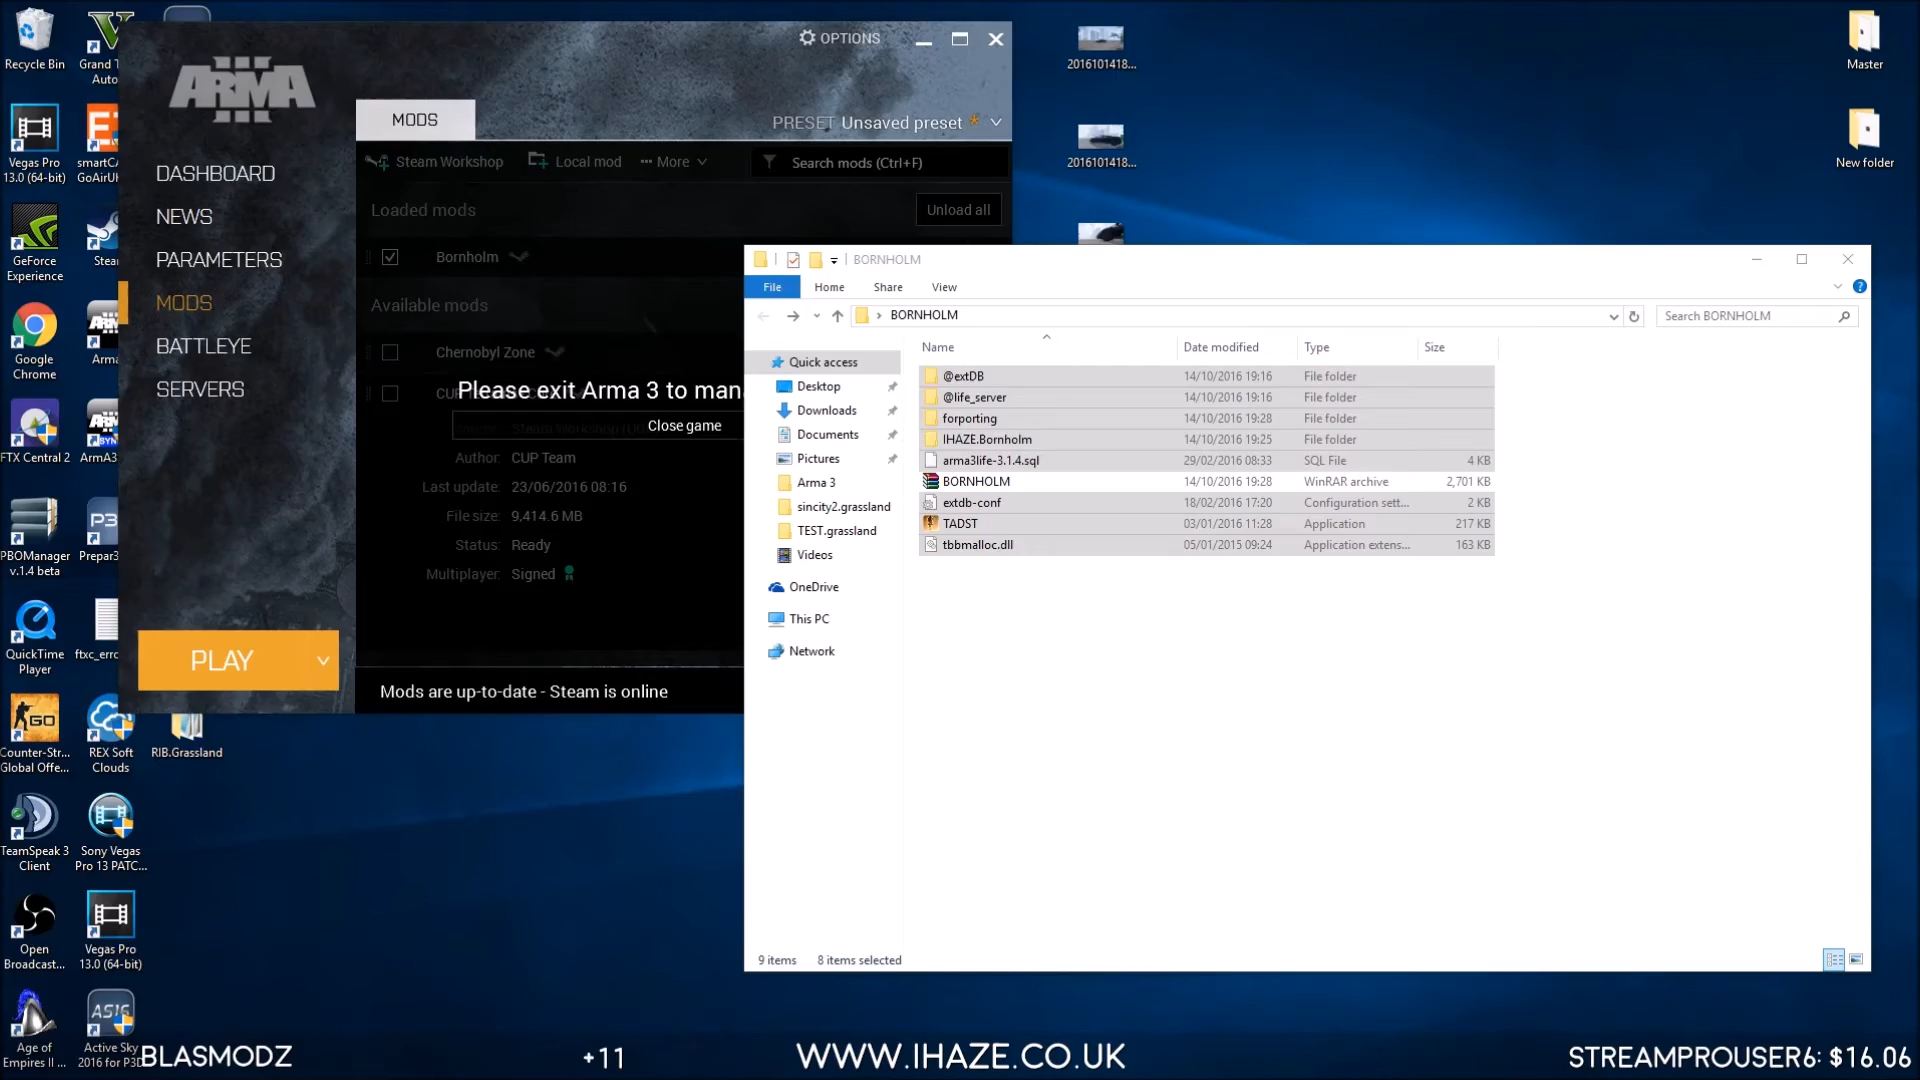 Recycle Bin
Grand T
Auto
Vegas Pro
13.0 (64-bit)
smartCA
GoAirUK
GeForce
Experience
Stea
Google
Chrome
Arma
FTX Central 2
ArmA3
SYN
PBOManager
v.1.4 beta
P3
Prepar3
QuickTime
Player
ftxc_erro
GO
Counter-Str...
Global Offe...
REX Soft
Clouds
RIB.Grassland
TeamSpeak 3
Client
Sony Vegas
Pro 13 PATC...
Open
Broadcast...
Vegas Pro
13.0 (64-bit)
Age of
Empires II ...
AS16
Active Sky
2016 for P3D
ARMA III
OPTIONS
MODS
PRESET Unsaved preset *
DASHBOARD
NEWS
PARAMETERS
MODS
BATTLEYE
SERVERS
PLAY
Steam Workshop
Local mod
More
Search mods (Ctrl+F)
Loaded mods
Unload all
Bornholm
Available mods
Chernobyl Zone
Please exit Arma 3 to man
Close game
Author: CUP Team
Last update: 23/06/2016 08:16
File size: 9,414.6 MB
Status: Ready
Multiplayer: Signed
Mods are up-to-date - Steam is online
2016101418...
2016101418...
Master
New folder
BORNHOLM
File
Home
Share
View
BORNHOLM
Search BORNHOLM
Quick access
Desktop
Downloads
Documents
Pictures
Arma 3
sincity2.grassland
TEST.grassland
Videos
OneDrive
This PC
Network
Name Date modified Type Size
@extDB 14/10/2016 19:16 File folder
@life_server 14/10/2016 19:16 File folder
forporting 14/10/2016 19:28 File folder
IHAZE.Bornholm 14/10/2016 19:25 File folder
arma3life-3.1.4.sql 29/02/2016 08:33 SQL File 4 KB
BORNHOLM 14/10/2016 19:28 WinRAR archive 2,701 KB
extdb-conf 18/02/2016 17:20 Configuration sett... 2 KB
TADST 03/01/2016 11:28 Application 217 KB
tbbmalloc.dll 05/01/2015 09:24 Application extens... 163 KB
9 items 8 items selected
BLASMODZ
+11
WWW.IHAZE.CO.UK
STREAMPROUSER6: $16.06